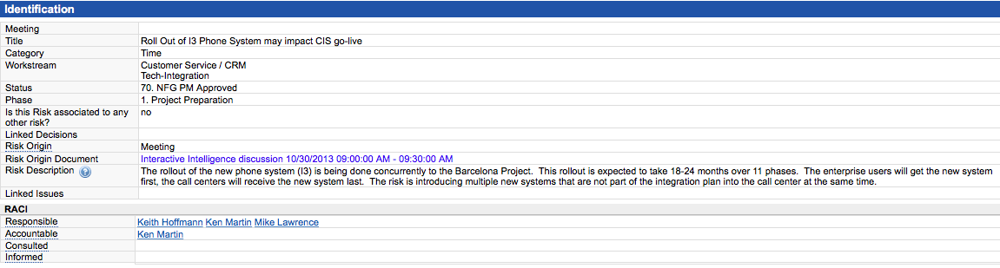 Identification
Meeting
Title Roll Out of I3 Phone System may impact CIS go-live
Category Time
Workstream Customer Service / CRM
Tech-Integration
Status 70. NFG PM Approved
Phase 1. Project Preparation
Is this Risk associated to any no
other risk?
Linked Decisions
Risk Origin Meeting
Risk Origin Document Interactive Intelligence discussion 10/30/2013 09:00:00 AM - 09:30:00 AM
Risk Description ? The rollout of the new phone system (I3) is being done concurrently to the Barcelona Project. This rollout is expected to take 18-24 months over 11 phases. The enterprise users will get the new system
first, the call centers will receive the new system last. The risk is introducing multiple new systems that are not part of the integration plan into the call center at the same time.
Linked Issues
RACI
Responsible Keith Hoffmann Ken Martin Mike Lawrence
Accountable Ken Martin
Consulted
Informed